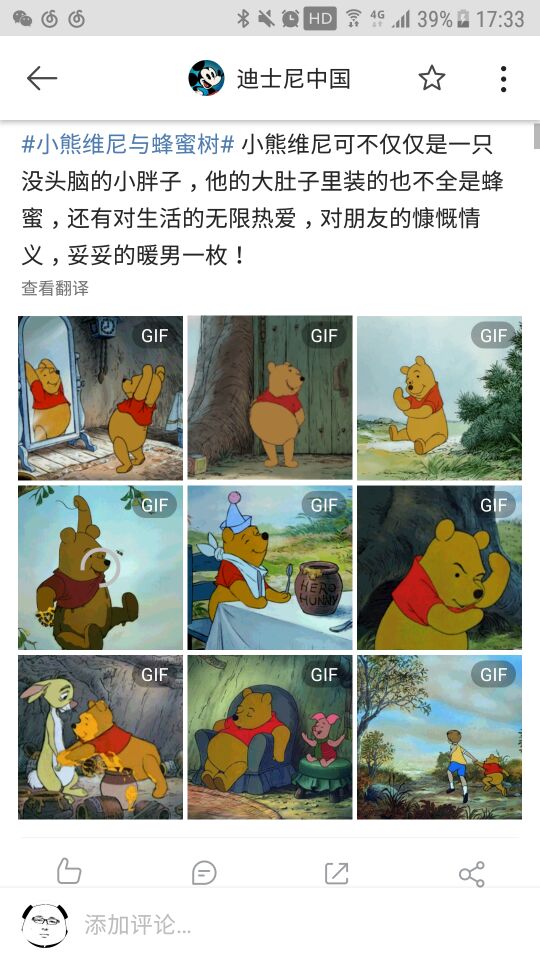 HD 4G 39% 17:33
迪士尼中国
#小熊维尼与蜂蜜树# 小熊维尼可不仅仅是一只
没头脑的小胖子，他的大肚子里装的也不全是蜂
蜜，还有对生活的无限热爱，对朋友的慷慨情
义，妥妥的暖男一枚！
查看翻译
GIF GIF GIF
GIF GIF GIF
HERO
HUNNY
GIF GIF GIF
添加评论...